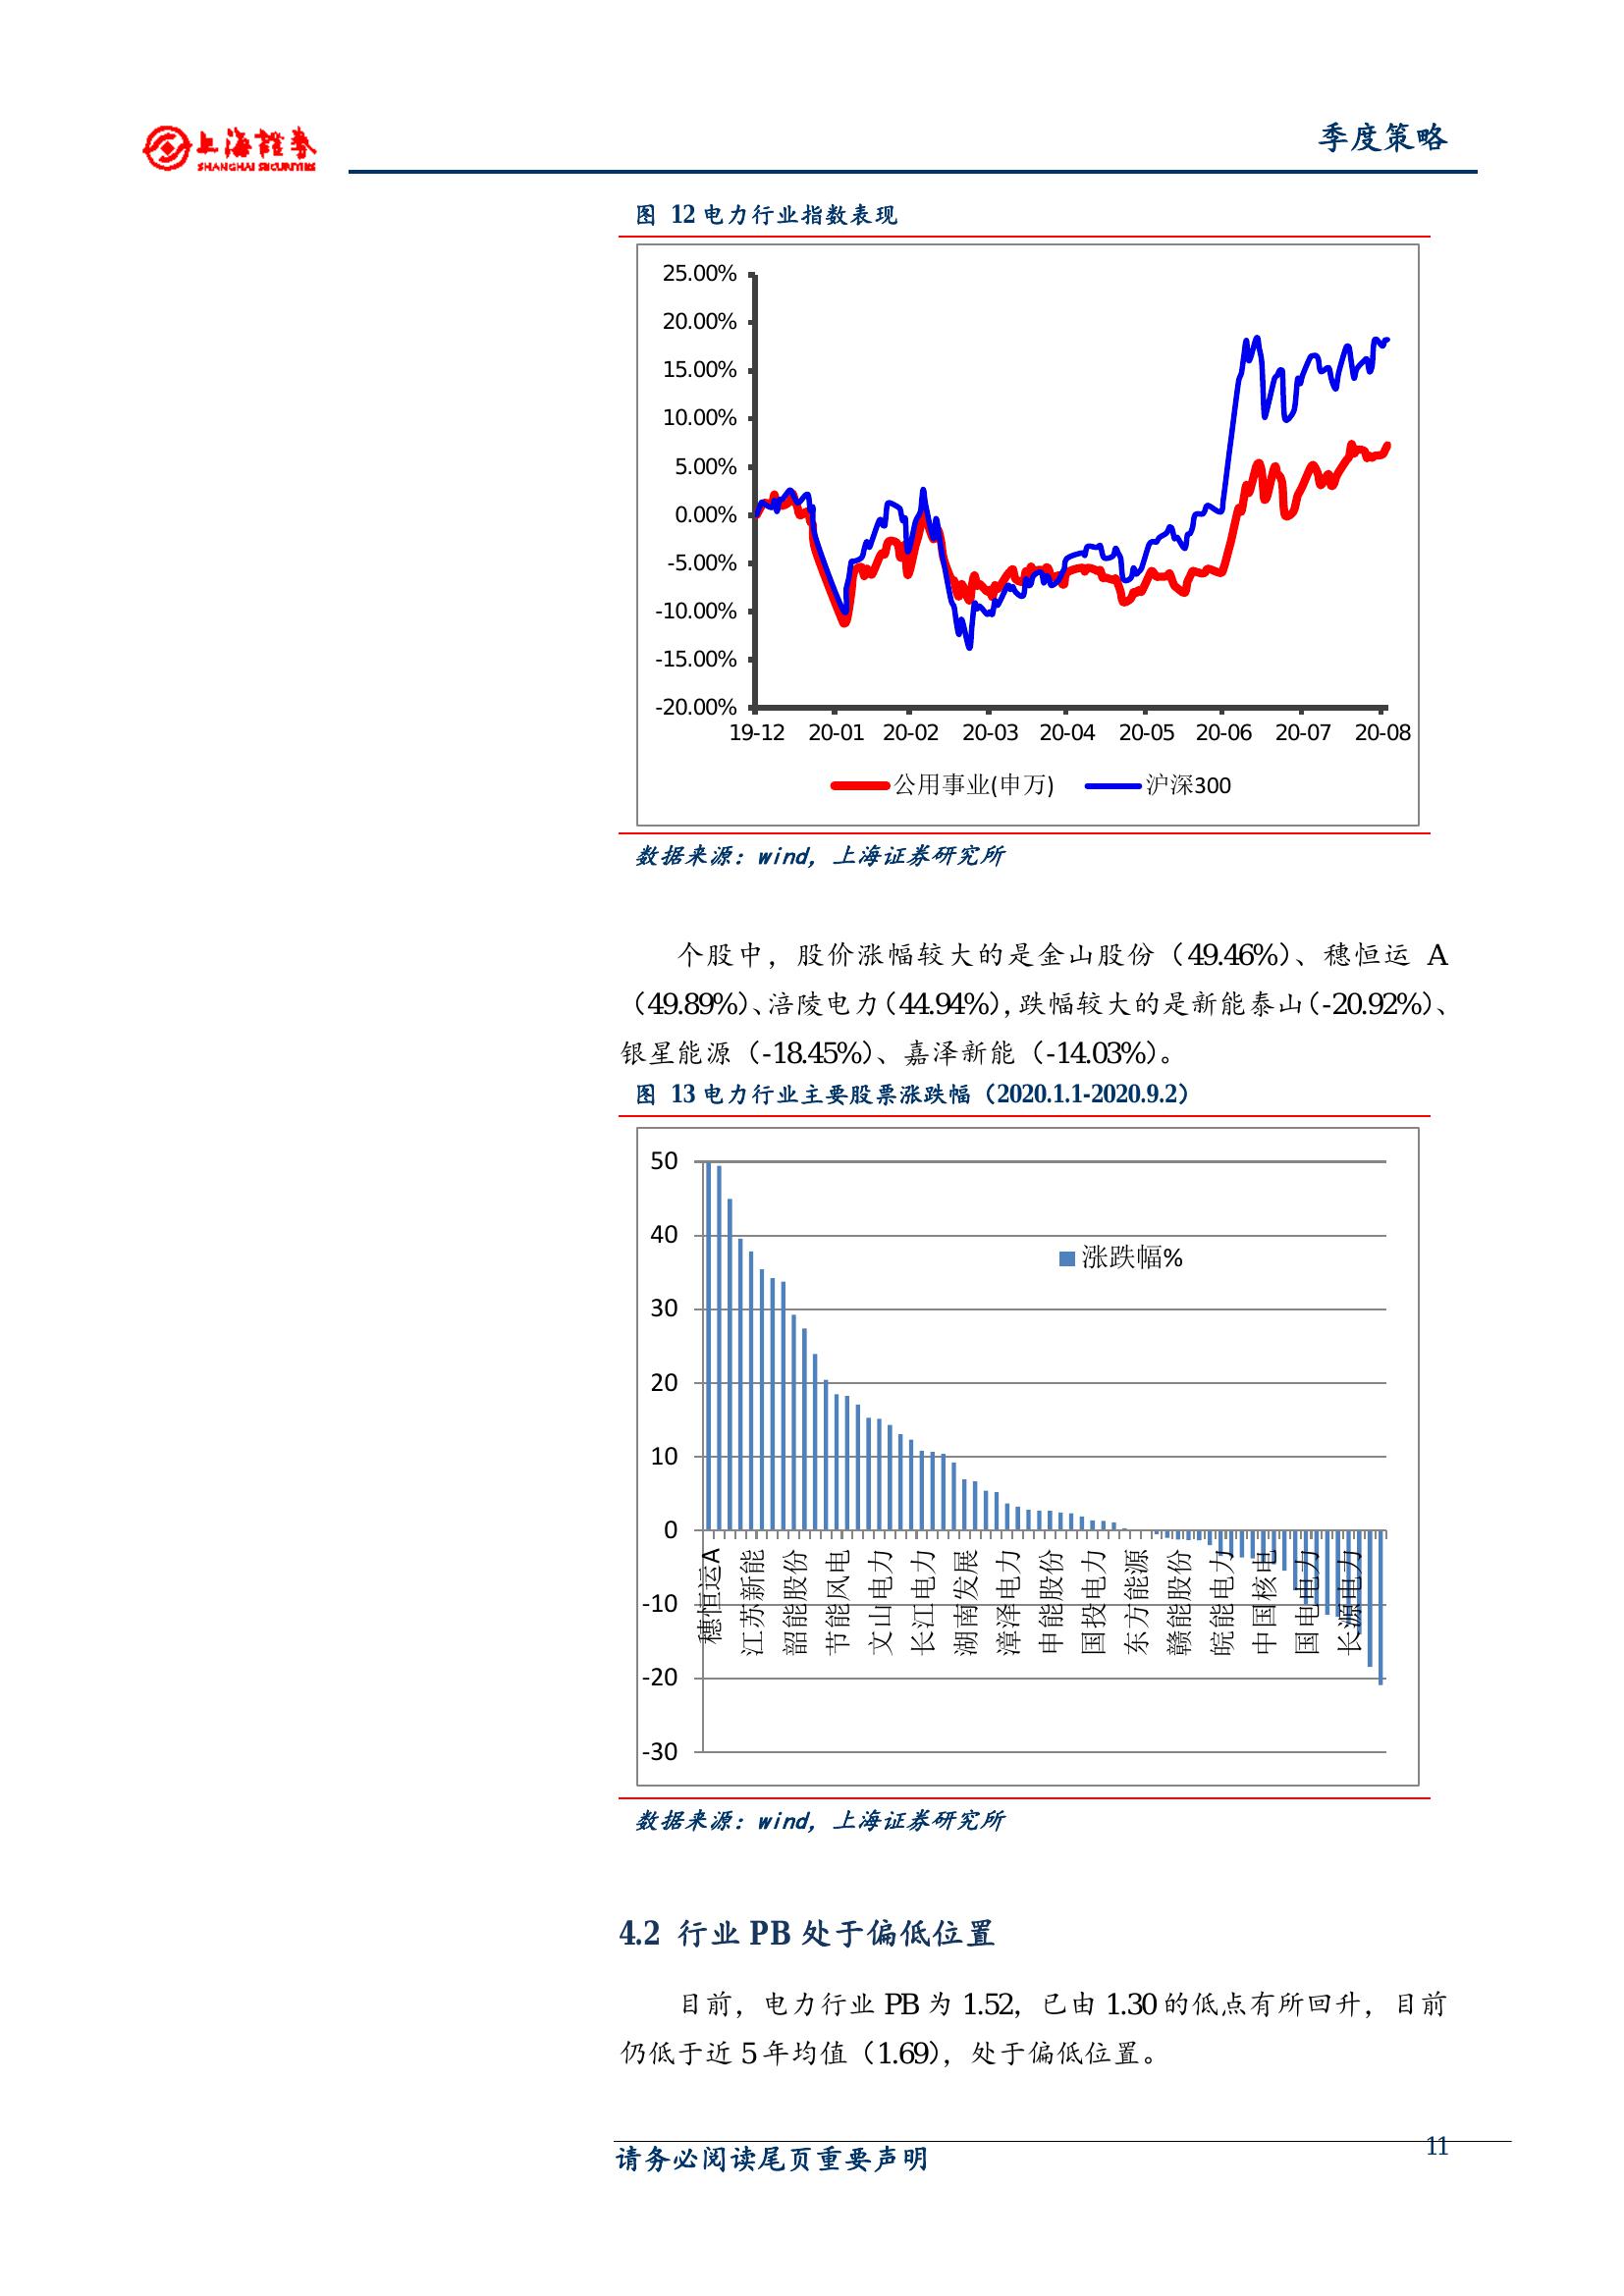 上海證券
SHANGHAI SECURITIES
季度策略
图 12 电力行业指数表现
25.00%
20.00%
15.00%
10.00%
5.00%
0.00%
-5.00%
-10.00%
-15.00%
-20.00%
19-12 20-01 20-02 20-03 20-04 20-05 20-06 20-07 20-08
公用事业(申万) 沪深300
数据来源：wind，上海证券研究所
个股中，股价涨幅较大的是金山股份（49.46%）、穗恒运 A
（49.89%）、涪陵电力（44.94%），跌幅较大的是新能泰山（-20.92%）、
银星能源（-18.45%）、嘉泽新能（-14.03%）。
图 13 电力行业主要股票涨跌幅（2020.1.1-2020.9.2）
50
40
30
20
10
0
-10
-20
-30
涨跌幅%
穗恒运A
江苏新能
韶能股份
节能风电
文山电力
长江电力
湖南发展
漳泽电力
申能股份
国投电力
东方能源
赣能股份
皖能电力
中国核电
国电电力
长源电力
数据来源：wind，上海证券研究所
4.2 行业 PB 处于偏低位置
目前，电力行业 PB 为 1.52，已由 1.30 的低点有所回升，目前
仍低于近 5 年均值（1.69），处于偏低位置。
请务必阅读尾页重要声明
11